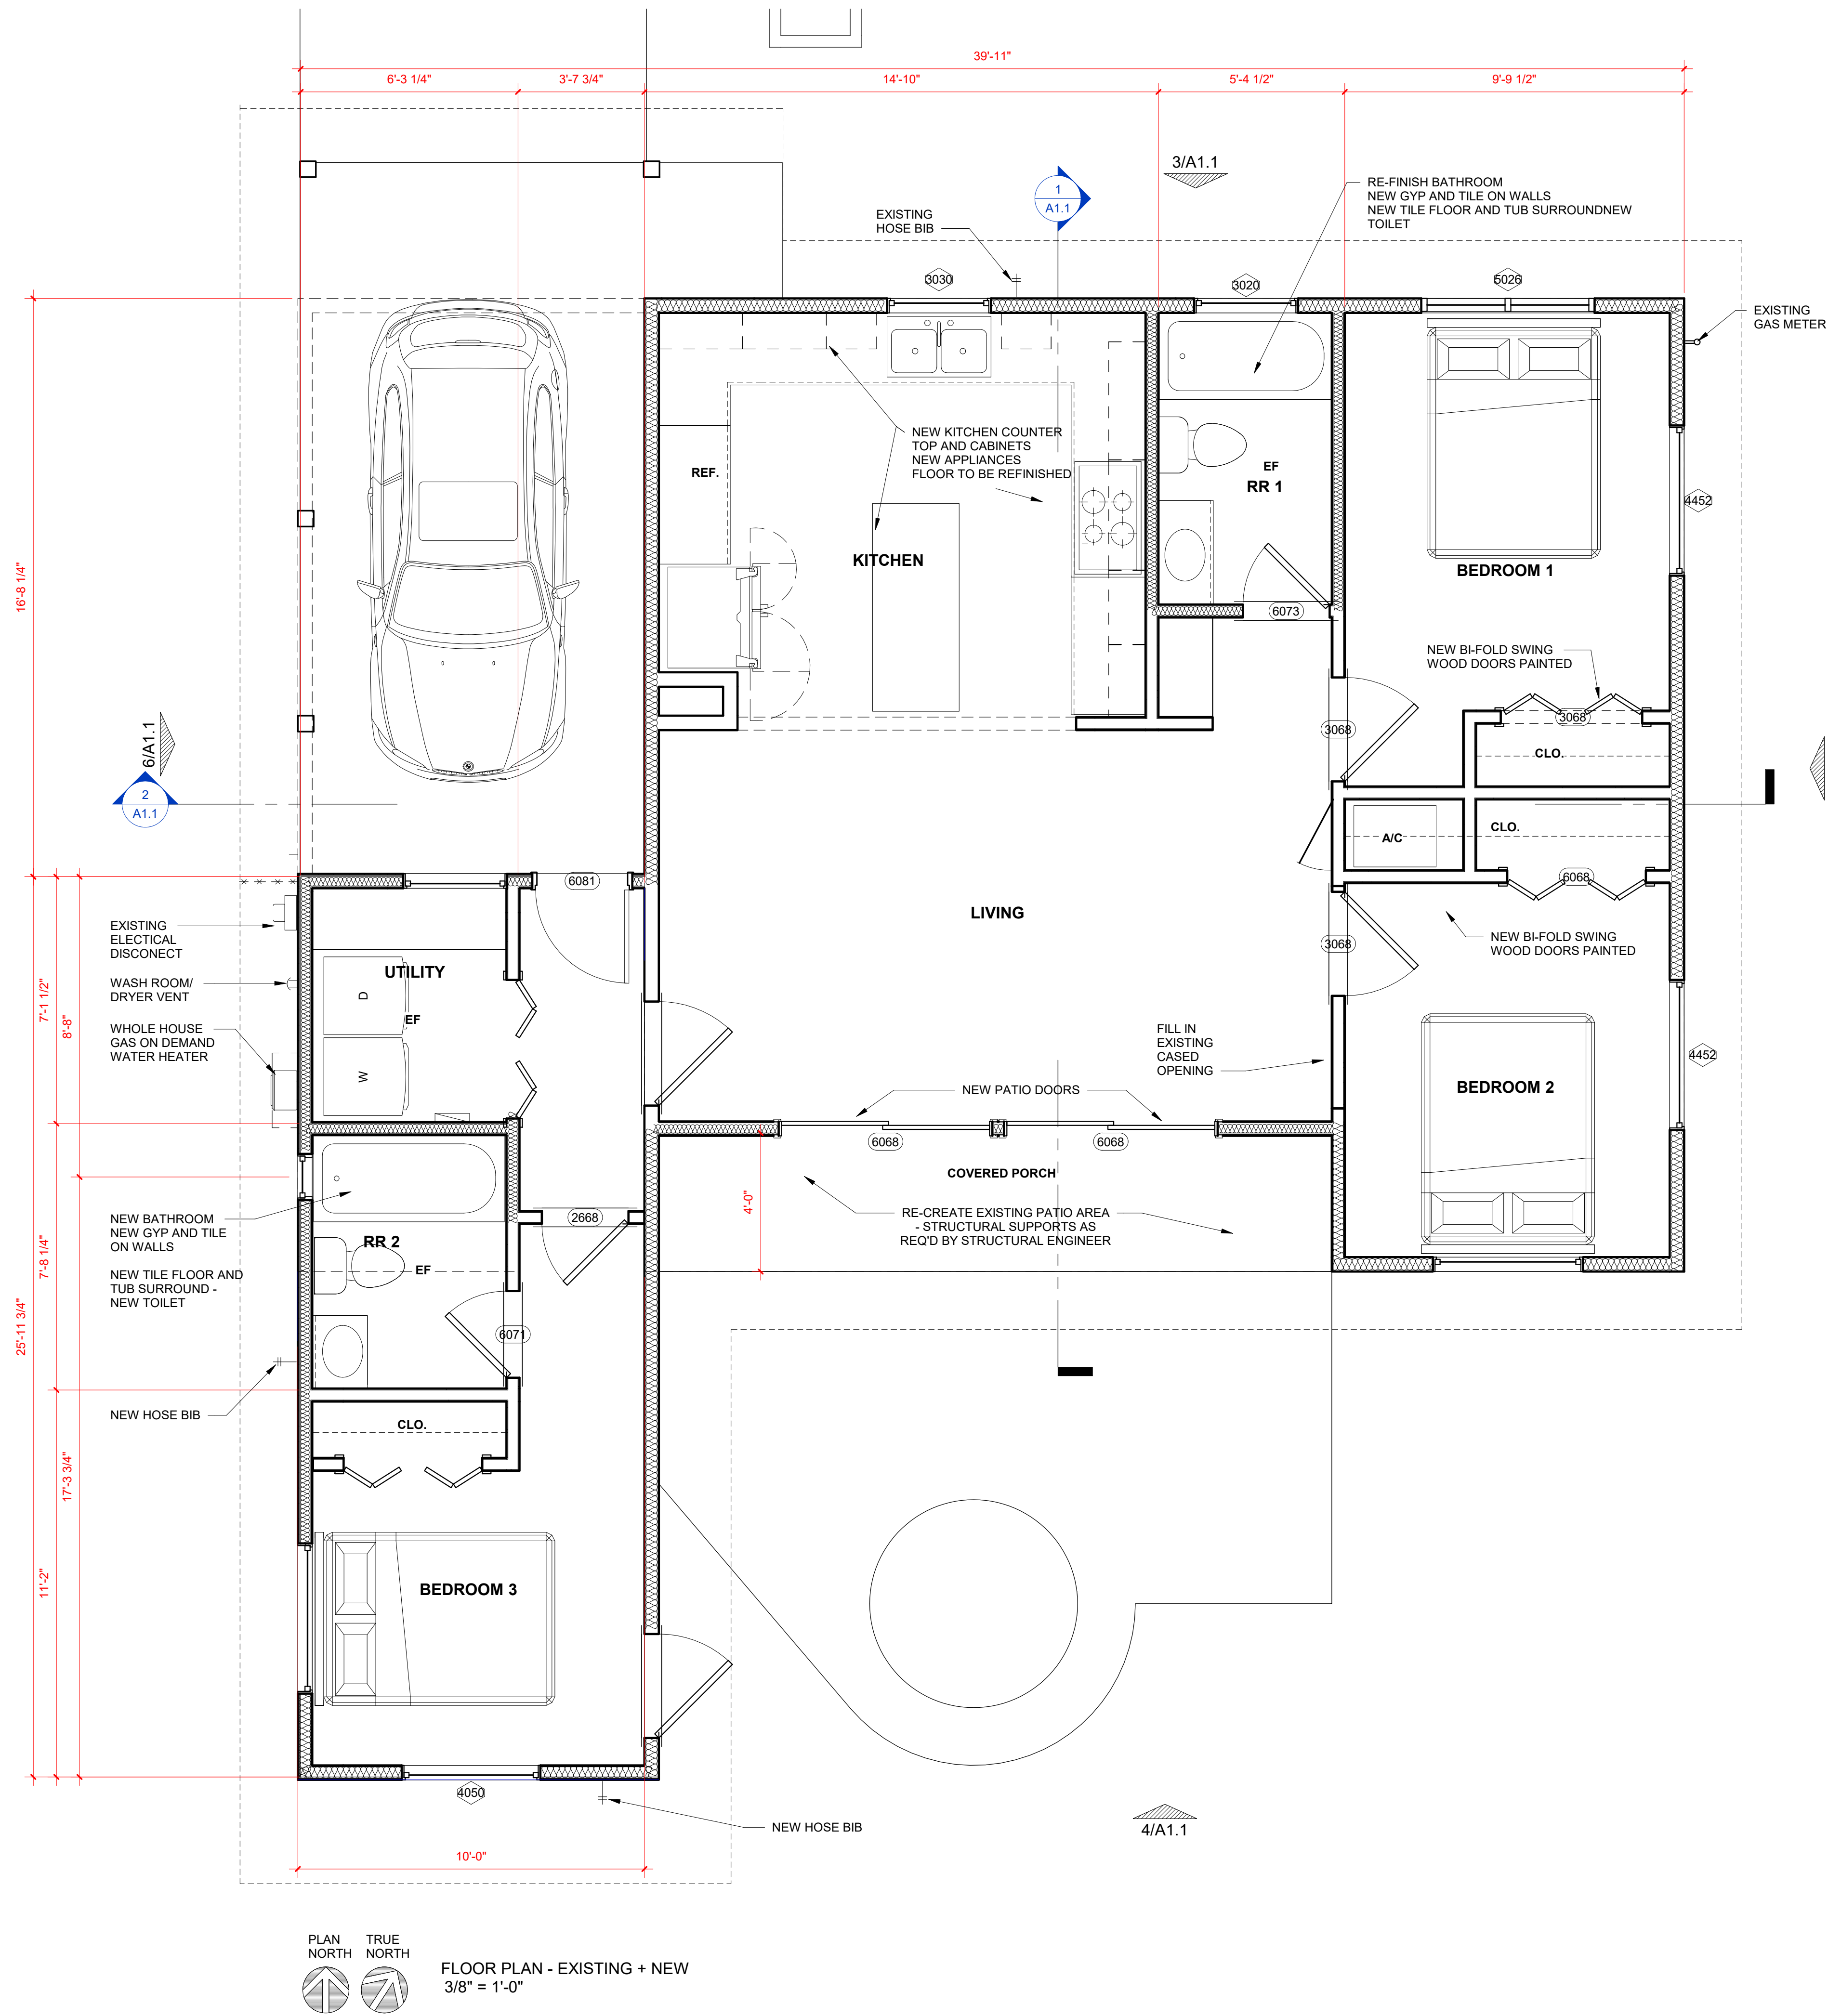 39'-11"
6'-3 1/4"
3'-7 3/4"
14'-10"
5'-4 1/2"
9'-9 1/2"
3/A1.1
1
A1.1
EXISTING
HOSE BIB
RE-FINISH BATHROOM
NEW GYP AND TILE ON WALLS
NEW TILE FLOOR AND TUB SURROUNDNEW
TOILET
3030
3020
5026
EXISTING
GAS METER
NEW KITCHEN COUNTER
TOP AND CABINETS
NEW APPLIANCES
FLOOR TO BE REFINISHED
REF.
EF
RR 1
4452
KITCHEN
BEDROOM 1
16'-8 1/4"
6073
NEW BI-FOLD SWING
WOOD DOORS PAINTED
3068
3068
CLO.
6/A1.1
2
A1.1
A/C
CLO.
6081
6068
LIVING
EXISTING
ELECTICAL
DISCONECT
3068
NEW BI-FOLD SWING
WOOD DOORS PAINTED
UTILITY
D
EF
WASH ROOM/
DRYER VENT
7'-1 1/2"
8'-8"
WHOLE HOUSE
GAS ON DEMAND
WATER HEATER
W
FILL IN
EXISTING
CASED
OPENING
4452
NEW PATIO DOORS
BEDROOM 2
6068
6068
COVERED PORCH
4'-0"
RE-CREATE EXISTING PATIO AREA
- STRUCTURAL SUPPORTS AS
REQ'D BY STRUCTURAL ENGINEER
NEW BATHROOM
NEW GYP AND TILE
ON WALLS
NEW TILE FLOOR AND
TUB SURROUND -
NEW TOILET
2668
RR 2
EF
7'-8 1/4"
25'-11 3/4"
6071
NEW HOSE BIB
CLO.
17'-3 3/4"
11'-2"
BEDROOM 3
4050
NEW HOSE BIB
4/A1.1
10'-0"
PLAN
NORTH
TRUE
NORTH
FLOOR PLAN - EXISTING + NEW
3/8" = 1'-0"